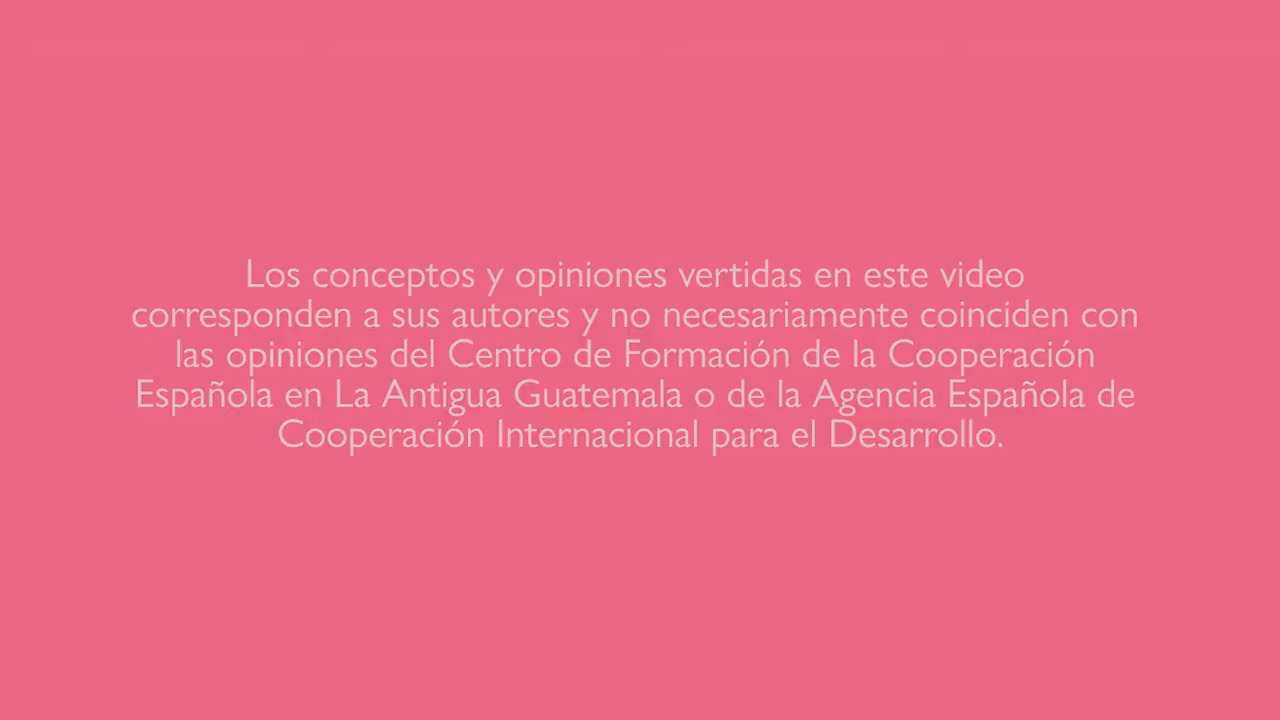 Los conceptos y opiniones vertidas en este video
corresponden a sus autores y no necesariamente coinciden con
las opiniones del Centro de Formación de la Cooperación
Española en La Antigua Guatemala o de la Agencia Española de
Cooperación Internacional para el Desarrollo.